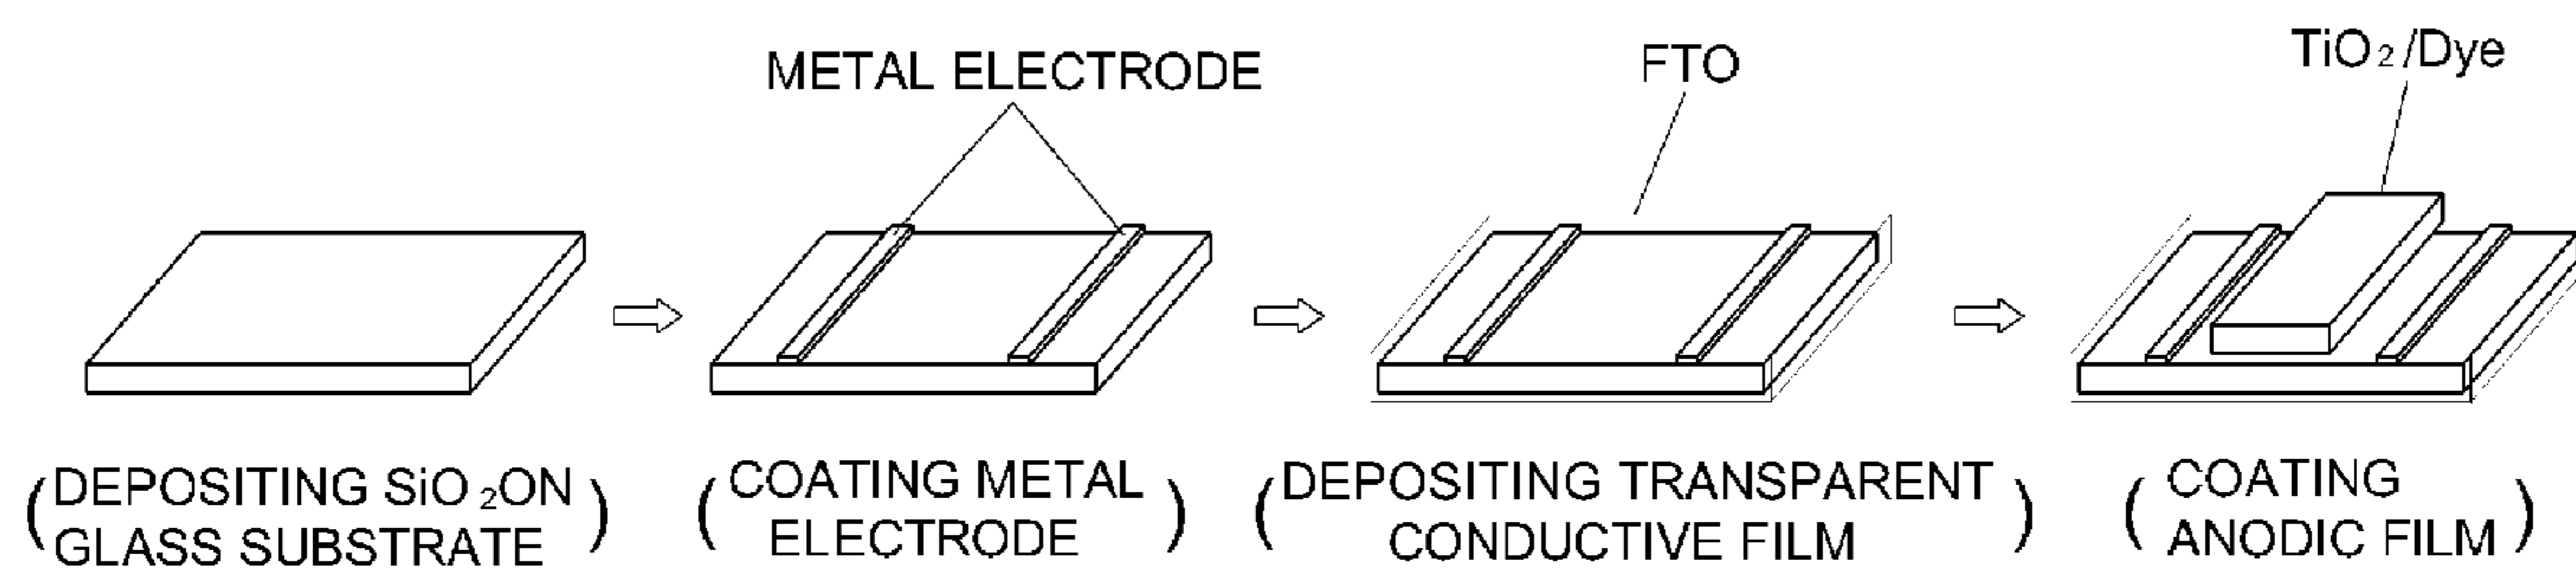 METAL ELECTRODE
FTO
TiO₂/Dye
(DEPOSITING SiO₂ON
GLASS SUBSTRATE)
(COATING METAL
ELECTRODE)
(DEPOSITING TRANSPARENT
CONDUCTIVE FILM)
(COATING
ANODIC FILM)